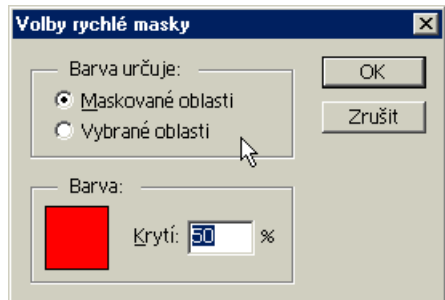 Volby rychlé masky
Barva určuje:
Maskované oblasti
Vybrané oblasti
OK
Zrušit
Barva:
Krytí: 50 %